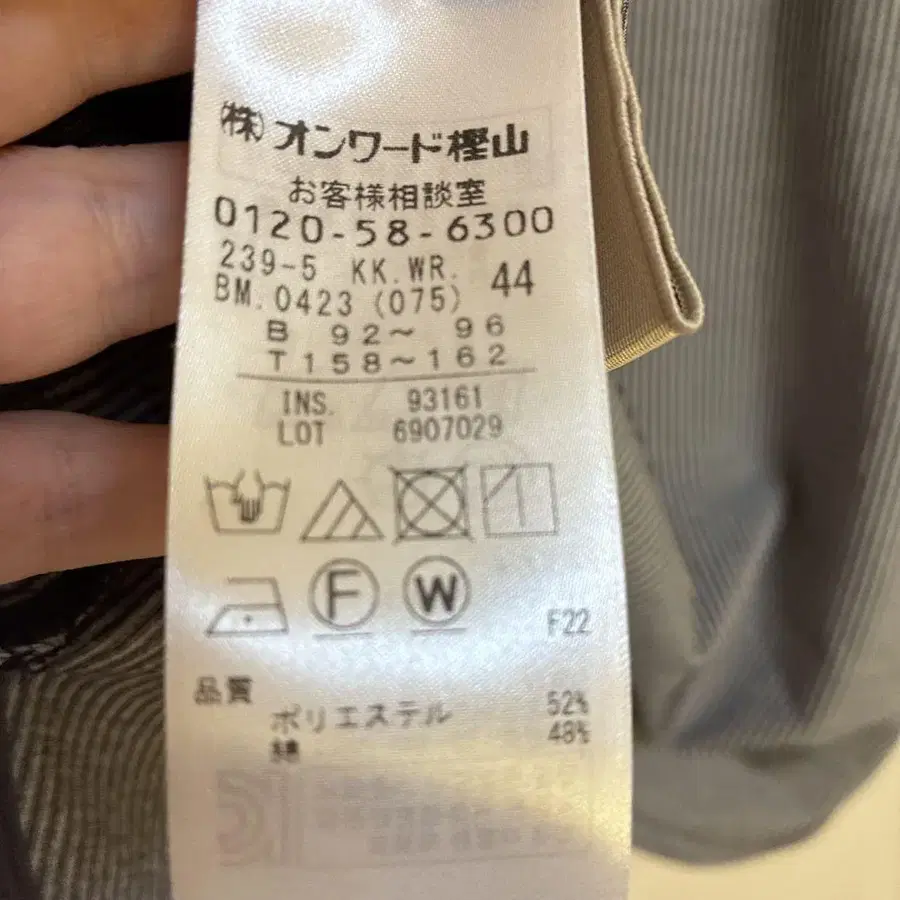 (株)オンワード樫山
お客様相談室
0120-58-6300
239-5 KK.WR. 44
BM.0423 (075)
B 92~ 96
T 158~162
INS. 93161
LOT 6907029
F W F22
品質
ポリエステル 52%
綿 48%